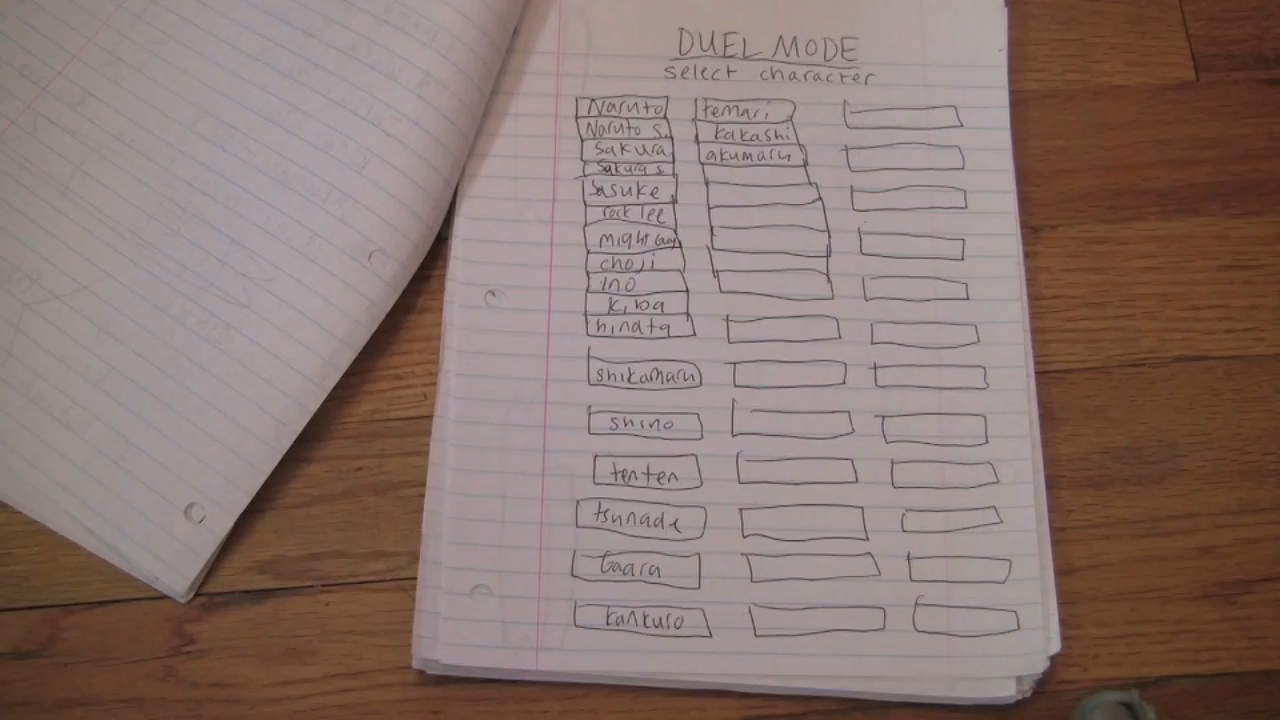 DUEL MODE
select character
Naruto
Naruto S.
Sakura
Sakura s
Sasuke
rock lee
might Guy
choji
Ino
kiba
hinata
shikamaru
shino
tenten
tsunade
Gaara
kankuro
temari
kakashi
akumaru